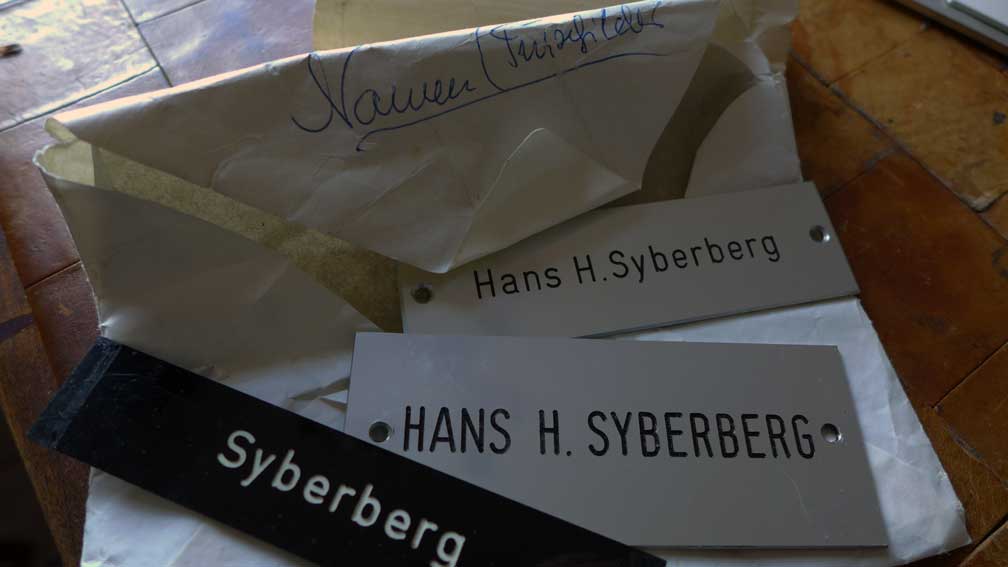 Namen (Türschilder
Hans H. Syberberg
HANS H. SYBERBERG
Syberberg